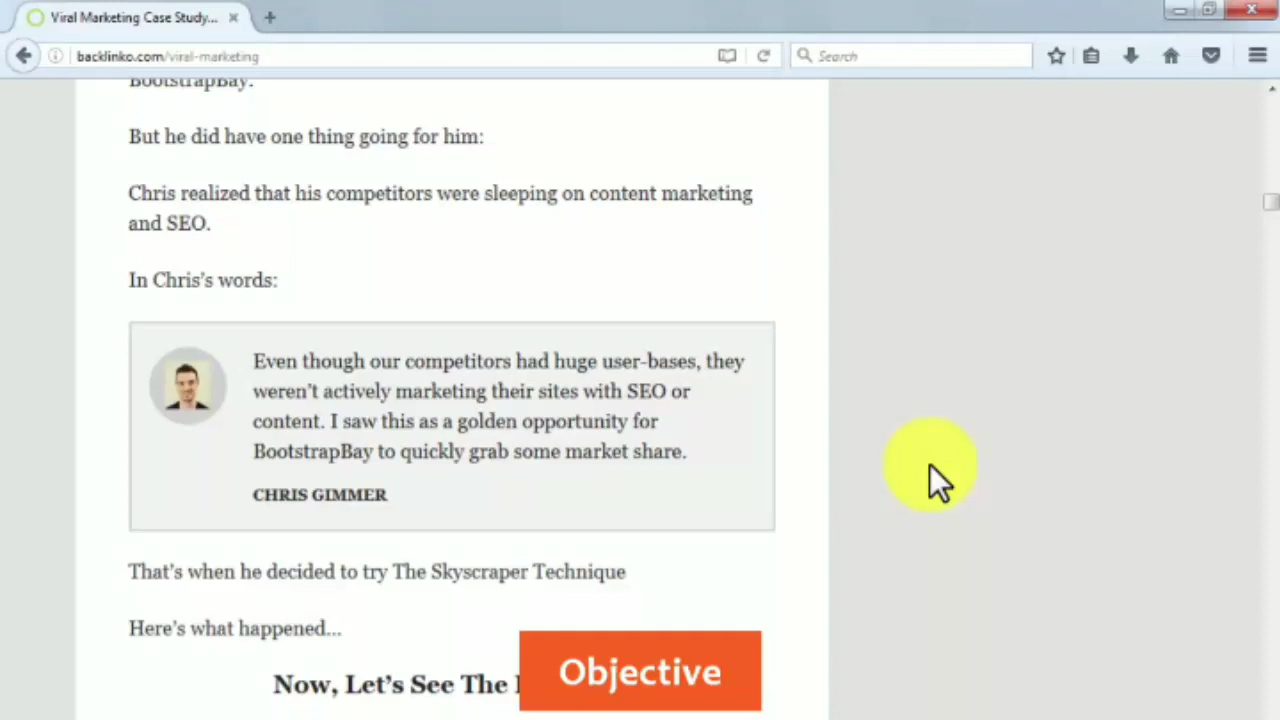 Viral Marketing Case Study...
backlinko.com/viral-marketing
Search
BootstrapBay.
But he did have one thing going for him:
Chris realized that his competitors were sleeping on content marketing
and SEO.
In Chris's words:
Even though our competitors had huge user-bases, they
weren't actively marketing their sites with SEO or
content. I saw this as a golden opportunity for
BootstrapBay to quickly grab some market share.
CHRIS GIMMER
That's when he decided to try The Skyscraper Technique
Here's what happened...
Now, Let's See The
Objective